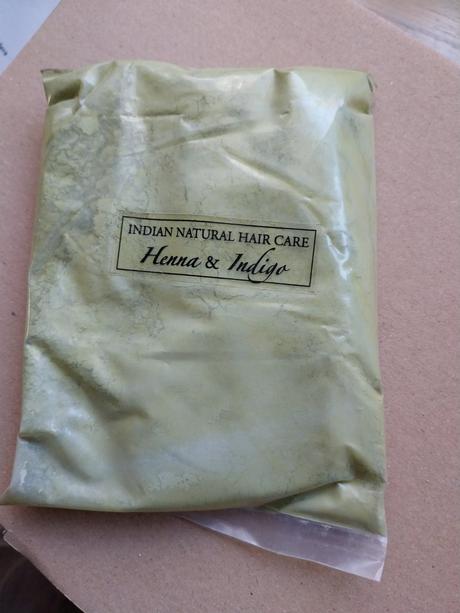 INDIAN NATURAL HAIR CARE
Henna & Indigo